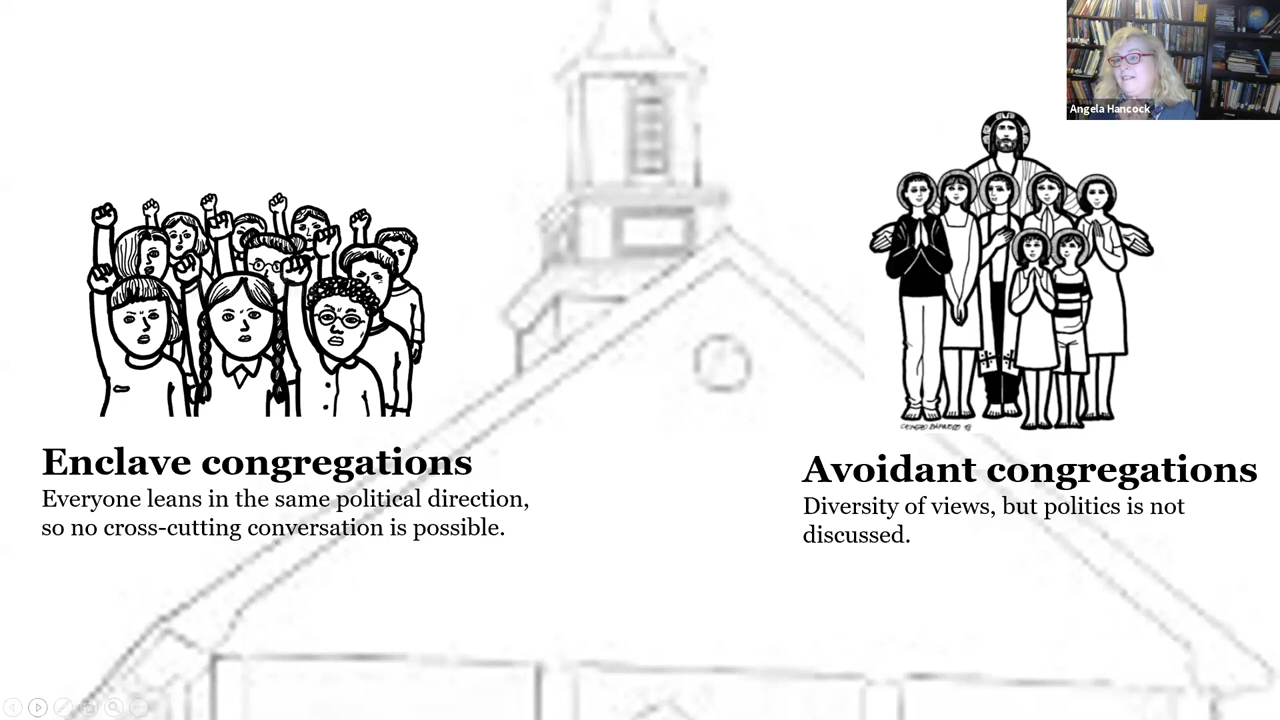 Angela Hancock
Enclave congregations
Everyone leans in the same political direction,
so no cross-cutting conversation is possible.
Avoidant congregations
Diversity of views, but politics is not
discussed.